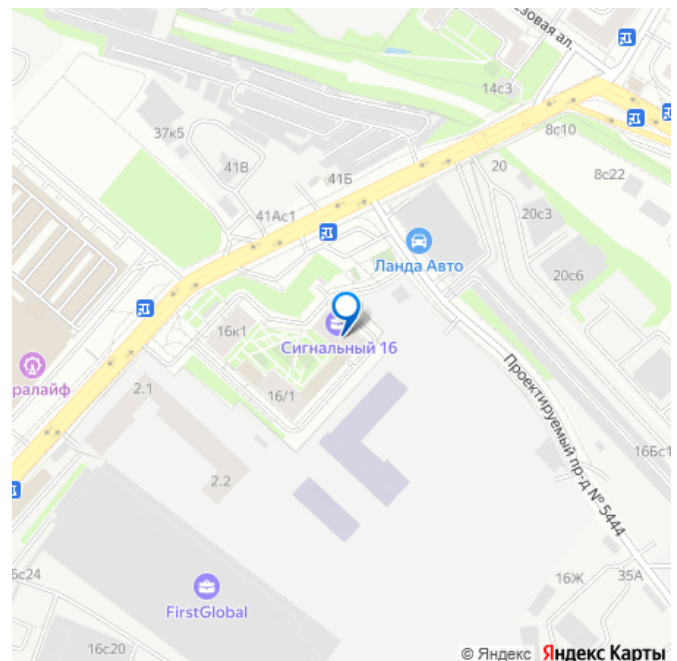 зовая ал.
14с3
37к5
8с10
41В
20
8с22
41Б
41Ас1
20с3
Ланда Авто
20с6
16к1
Сигнальный 16
ралайф
2.1
16/1
Проектируемый пр-д № 5444
16Бс1
2.2
6с24
16Ж
35А
FirstGlobal
16с20
© Яндекс Яндекс Карты